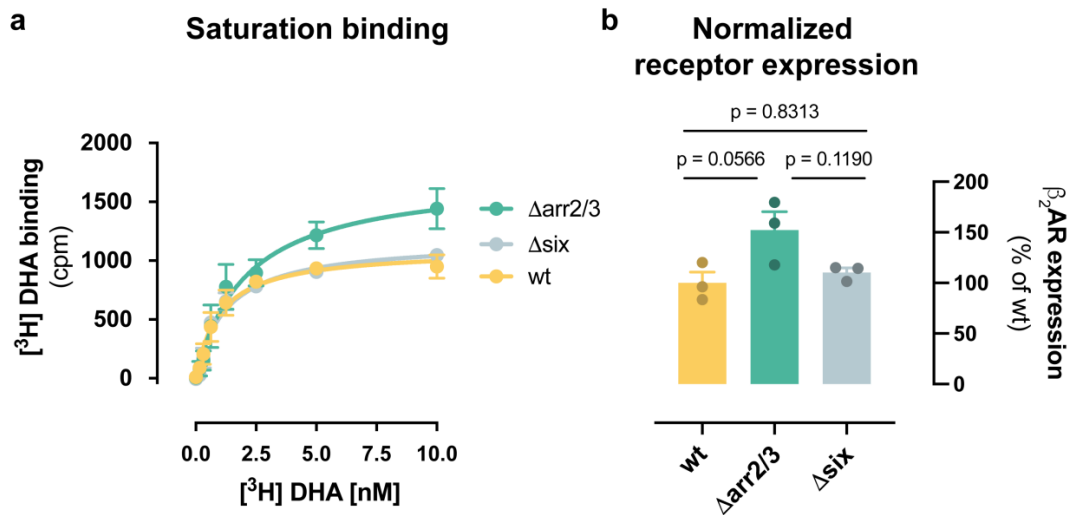 a
Saturation binding
[³H] DHA binding
(cpm)
2000
1500
1000
500
0
0.0 2.5 5.0 7.5 10.0
[³H] DHA [nM]
Δarr2/3
Δsix
wt
b
Normalized
receptor expression
p = 0.8313
p = 0.0566 p = 0.1190
200
150
100
50
0
β₂AR expression
(% of wt)
wt Δarr2/3 Δsix